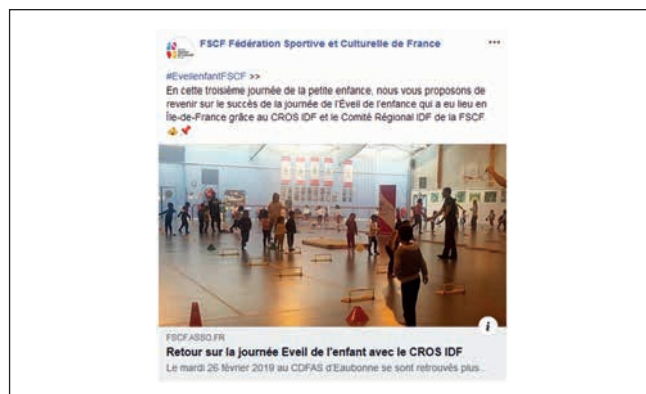 FSCF Fédération Sportive et Culturelle de France
#EveilenfantFSCF >>
En cette troisième journée de la petite enfance, nous vous proposons de
revenir sur le succès de la journée de l'Éveil de l'enfance qui a eu lieu en
Île-de-France grâce au CROS IDF et le Comité Régional IDF de la FSCF.
FSCF.ASSO.FR
Retour sur la journée Eveil de l'enfant avec le CROS IDF
Le mardi 26 février 2019 au CDFAS d'Eaubonne se sont retrouvés plus...